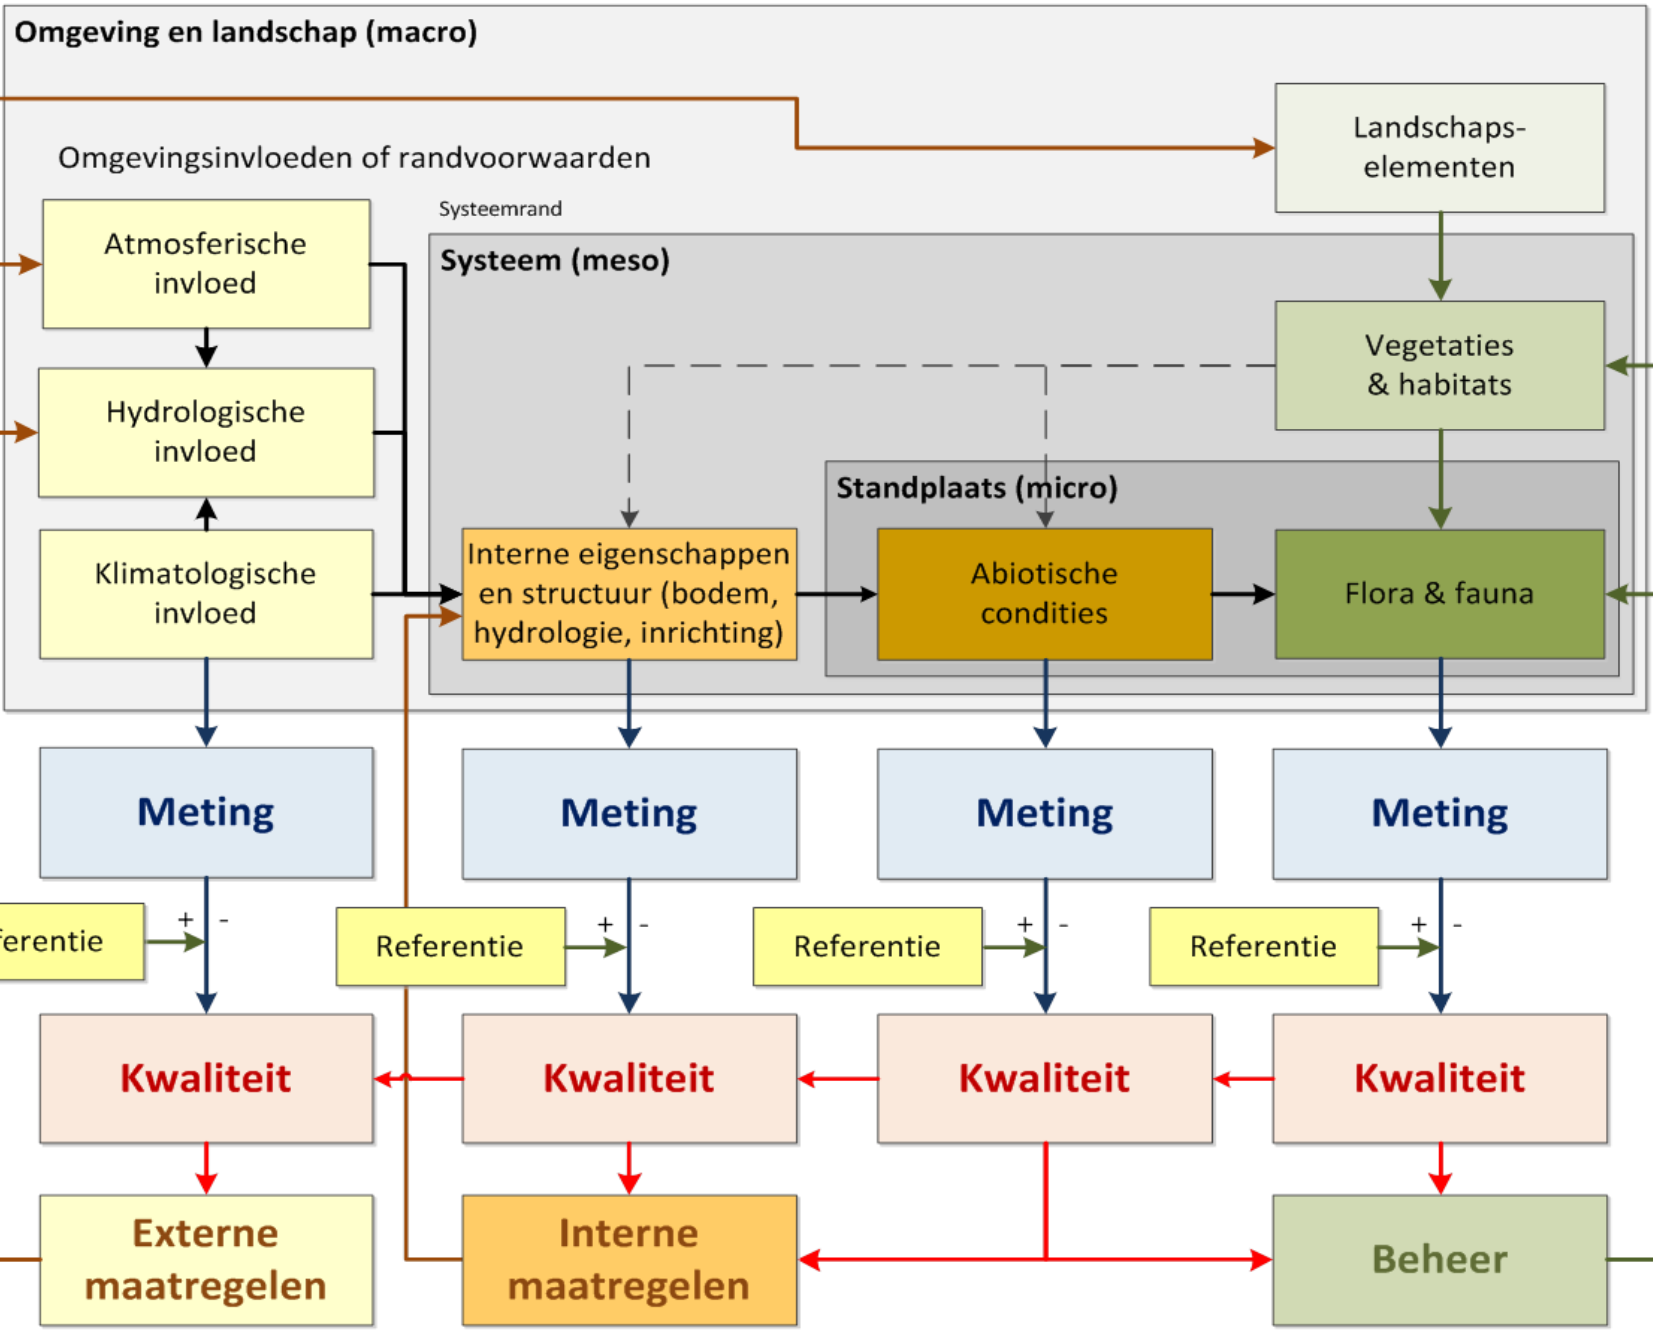 Omgeving en landschap (macro)
Landschaps-
elementen
Omgevingsinvloeden of randvoorwaarden
Systeemrand
Atmosferische
invloed
Systeem (meso)
Vegetaties
& habitats
Hydrologische
invloed
Standplaats (micro)
Klimatologische
invloed
Interne eigenschappen
en structuur (bodem,
hydrologie, inrichting)
Abiotische
condities
Flora & fauna
Meting
Meting
Meting
Meting
+ -
+ -
+ -
+ -
ferentie
Referentie
Referentie
Referentie
Kwaliteit
Kwaliteit
Kwaliteit
Kwaliteit
Externe
maatregelen
Interne
maatregelen
Beheer